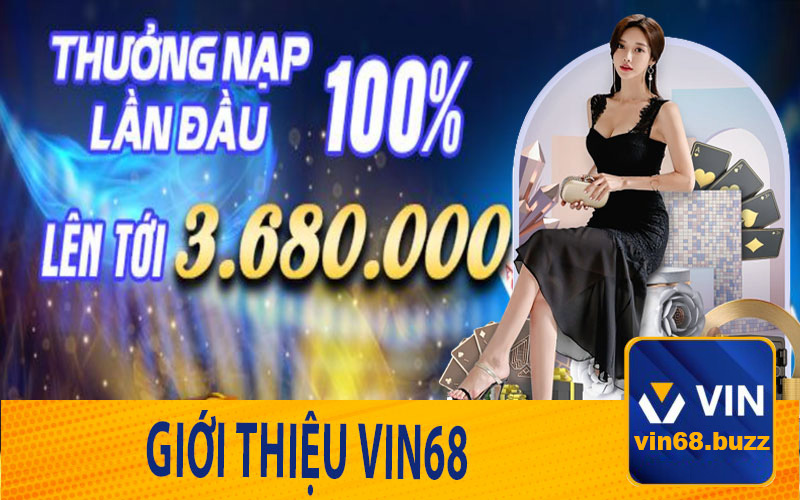 THƯỞNG NẠP
LẦN ĐẦU
100%
LÊN TỚI 3.680.000
GIỚI THIỆU VIN68
VIN
vin68.buzz